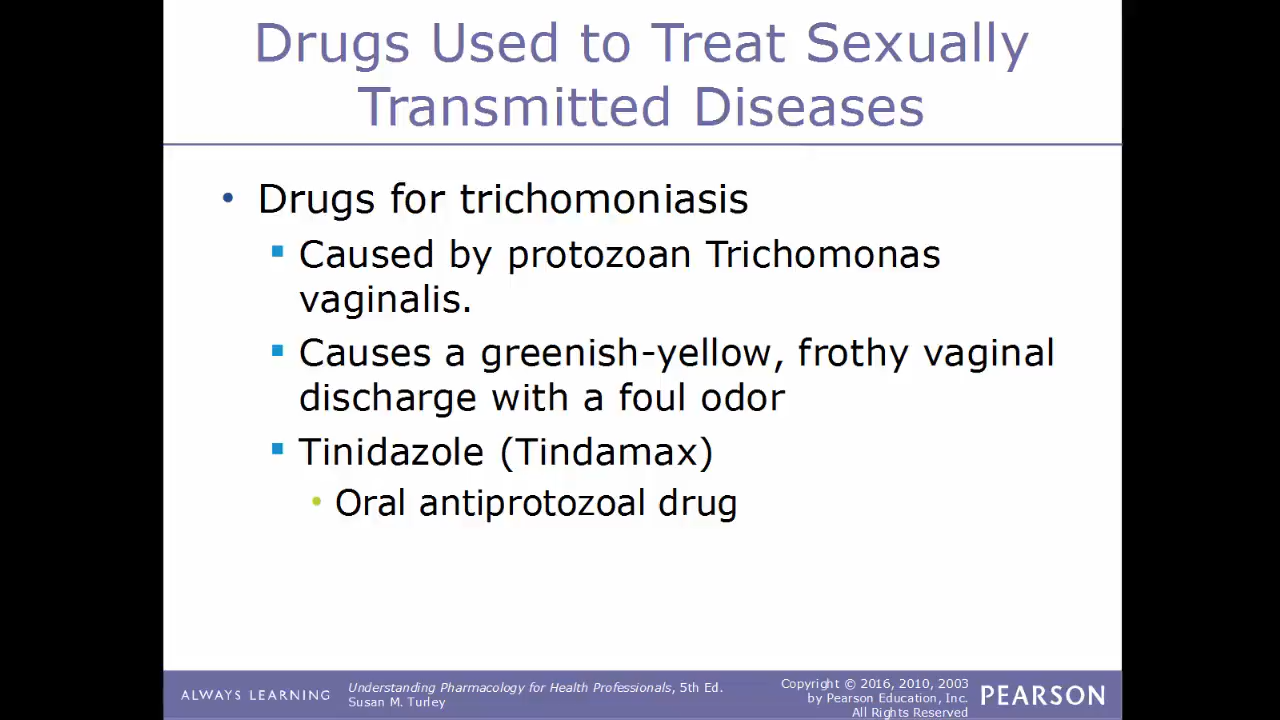 Drugs Used to Treat Sexually
Transmitted Diseases
• Drugs for trichomoniasis
▪ Caused by protozoan Trichomonas
vaginalis.
▪ Causes a greenish-yellow, frothy vaginal
discharge with a foul odor
▪ Tinidazole (Tindamax)
• Oral antiprotozoal drug
ALWAYS LEARNING
Understanding Pharmacology for Health Professionals, 5th Ed.
Susan M. Turley
Copyright © 2016, 2010, 2003
by Pearson Education, Inc.
All Rights Reserved
PEARSON